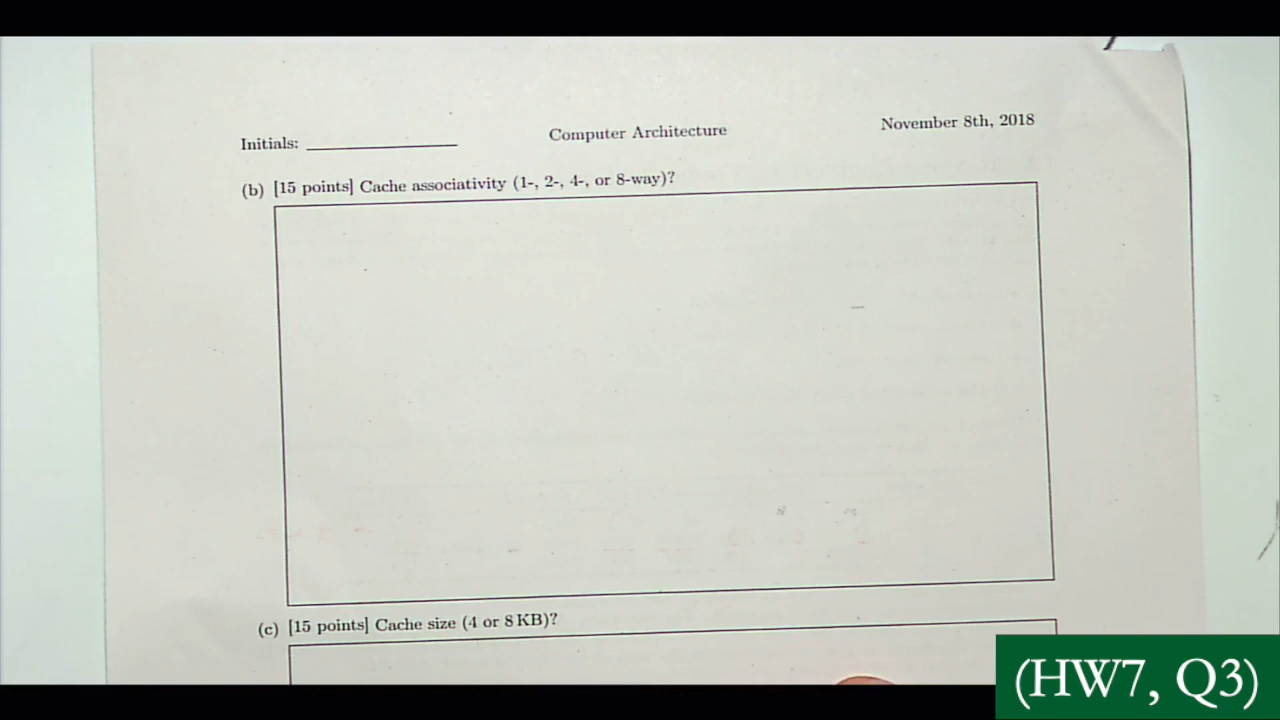 Initials: Computer Architecture November 8th, 2018
(b) [15 points] Cache associativity (1-, 2-, 4-, or 8-way)?
(c) [15 points] Cache size (4 or 8 KB)?
(HW7, Q3)